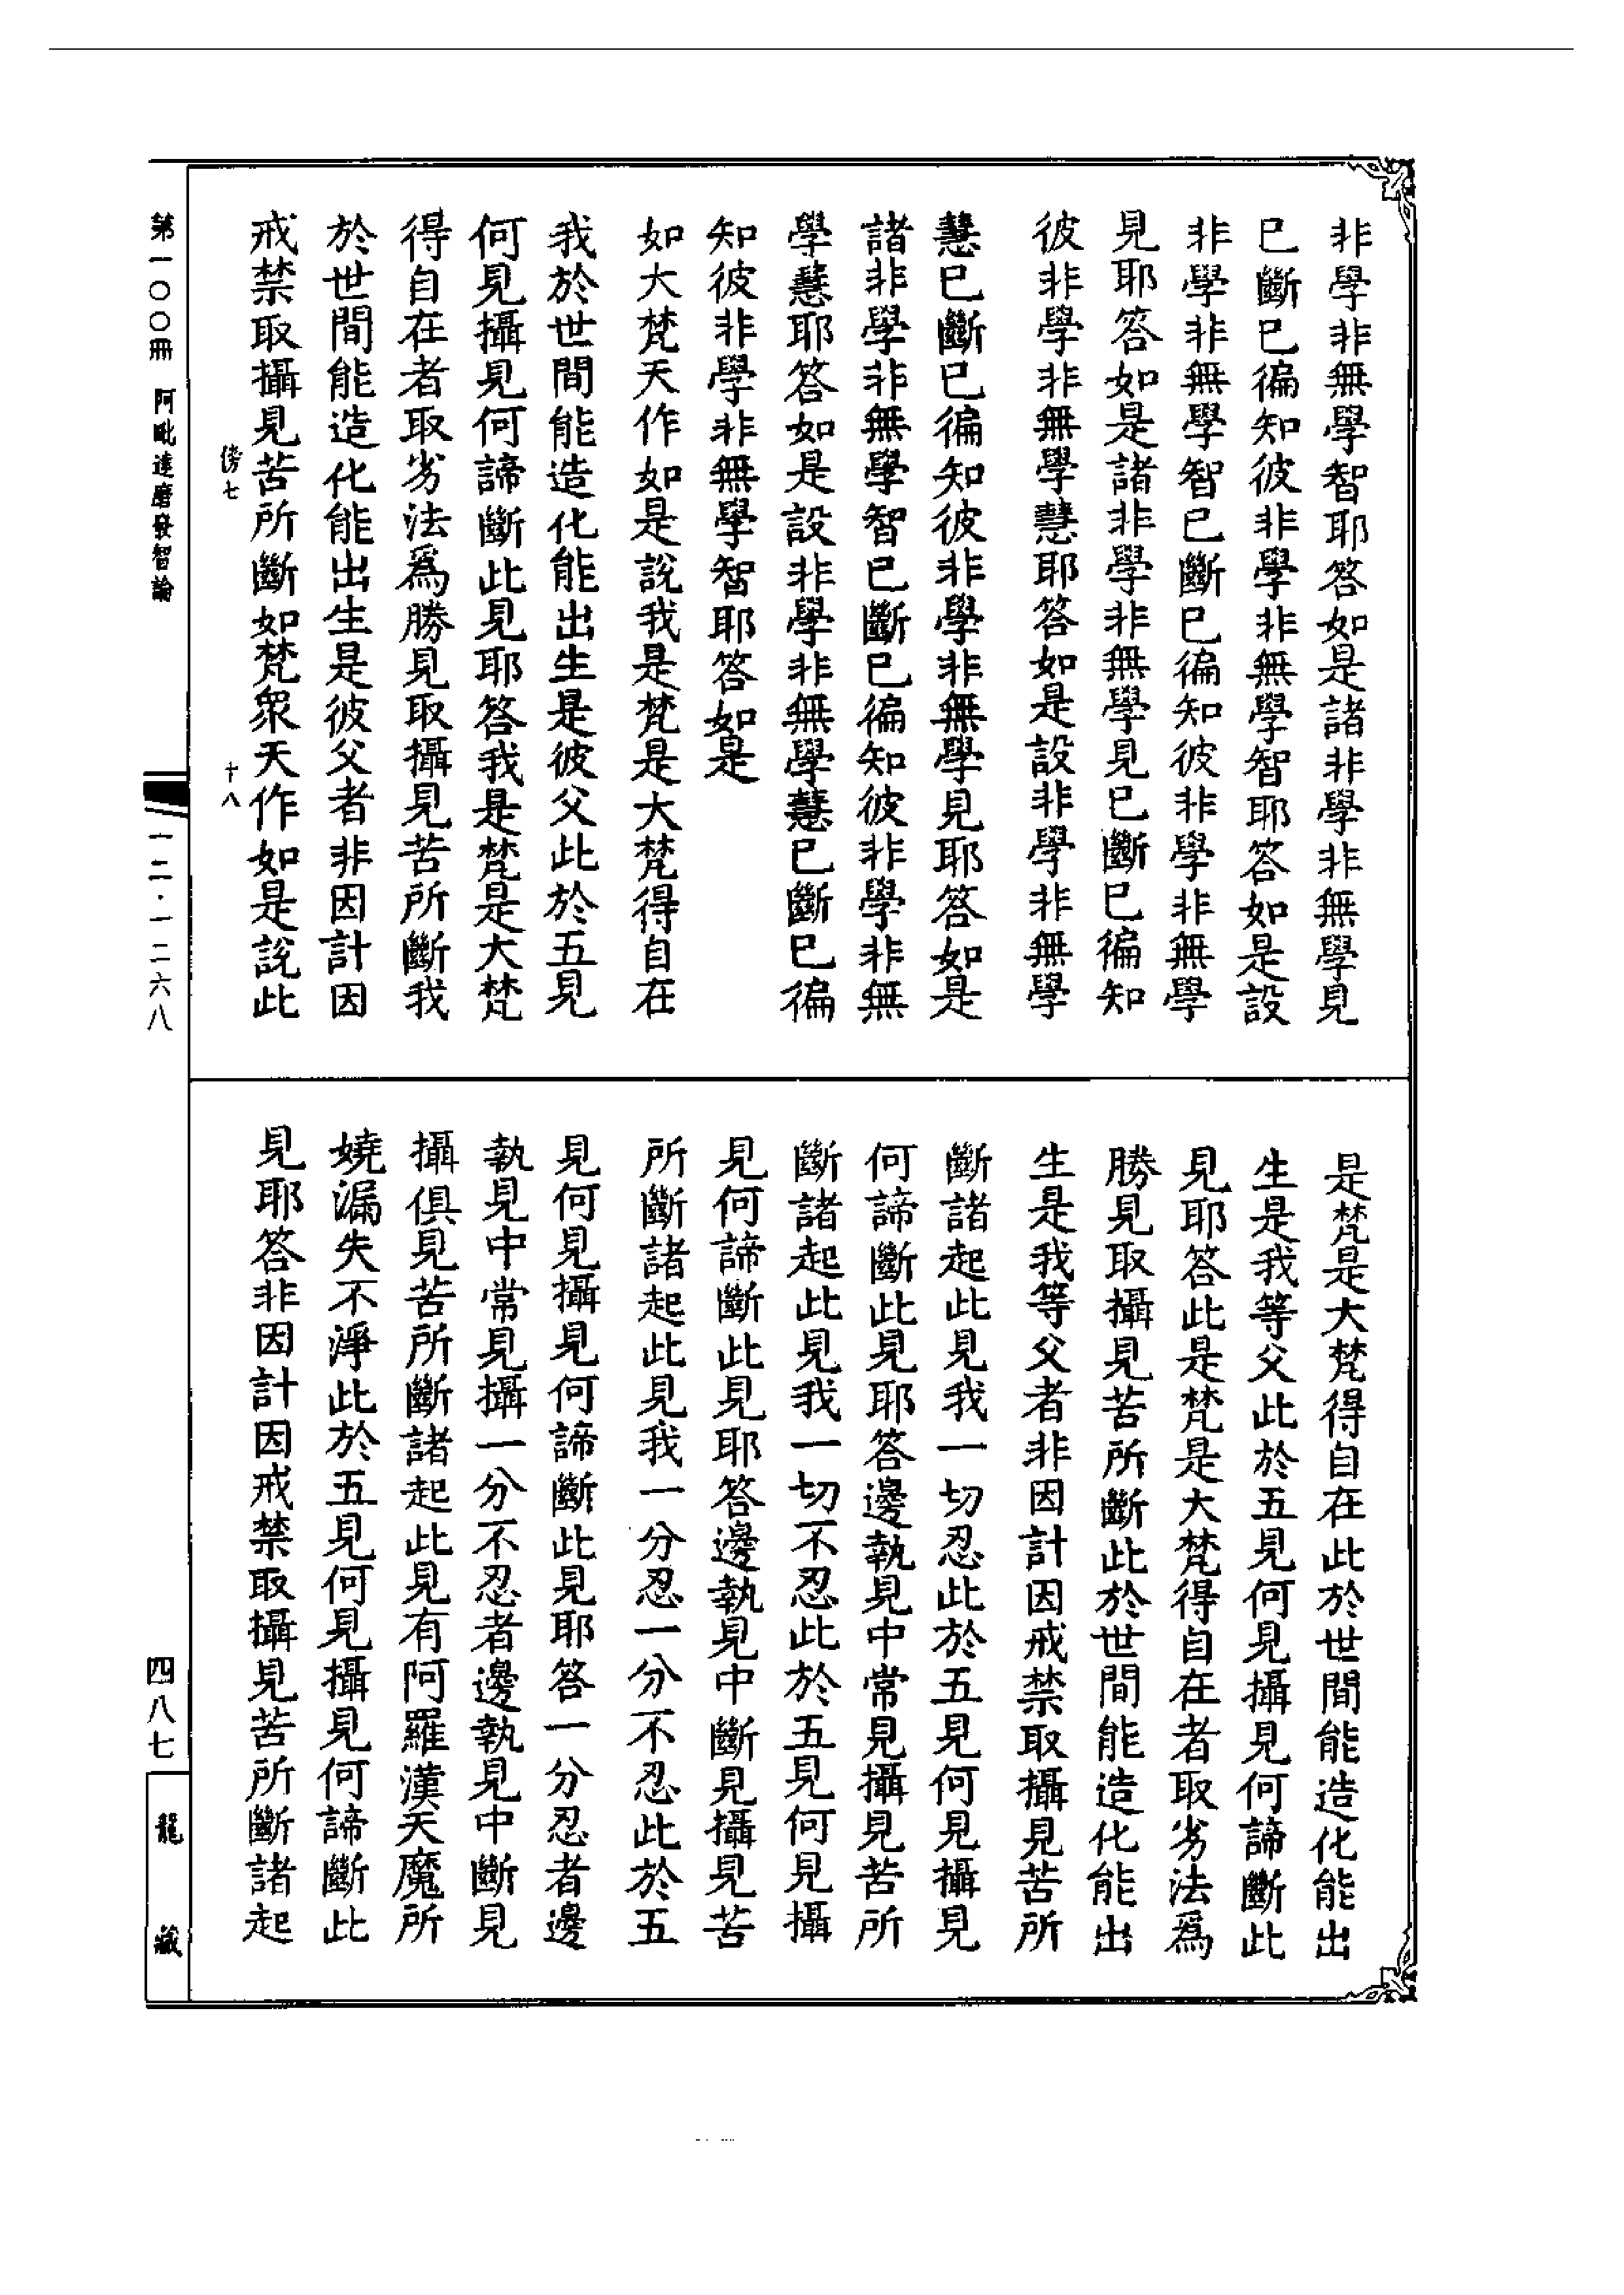 非學非無學智耶答如是諸非學非無學見
已斷已徧知彼非學非無學智耶答如是設
非學非無學智已斷已徧知彼非學非無學
見耶答如是諸非學非無學見已斷已徧知
彼非學非無學慧耶答如是設非學非無學
慧已斷已徧知彼非學非無學見耶答如是
諸非學非無學智已斷已徧知彼非學非無
學慧耶答如是設非學非無學慧已斷已徧
知彼非學非無學智耶答如是
如大梵天作如是說我是梵是大梵得自在
我於世間能造化能出生是彼父此於五見
何見攝見何諦斷此見耶答我是梵是大梵
得自在者取劣法為勝見取攝見苦所斷我
於世間能造化能出生是彼父者非因計因
戒禁取攝見苦所斷如梵衆天作如是說此
傍七
十八
是梵是大梵得自在此於世間能造化能出
生是我等父此於五見何見攝見何諦斷此
見耶答此是梵是大梵得自在者取劣法為
勝見取攝見苦所斷此於世間能造化能出
生是我等父者非因計因戒禁取攝見苦所
斷諸起此見我一切忍此於五見何見攝見
何諦斷此見耶答邊執見中常見攝見苦所
斷諸起此見我一切不忍此於五見何見攝
見何諦斷此見耶答邊執見中斷見攝見苦
所斷諸起此見我一分忍一分不忍此於五
見何見攝見何諦斷此見耶答一分忍者邊
執見中常見攝一分不忍者邊執見中斷見
攝俱見苦所斷諸起此見有阿羅漢天魔所
嬈漏失不淨此於五見何見攝見何諦斷此
見耶答非因計因戒禁取攝見苦所斷諸起
第一〇〇冊 阿毗達磨發智論
一二·一二六八
四八七
龍藏